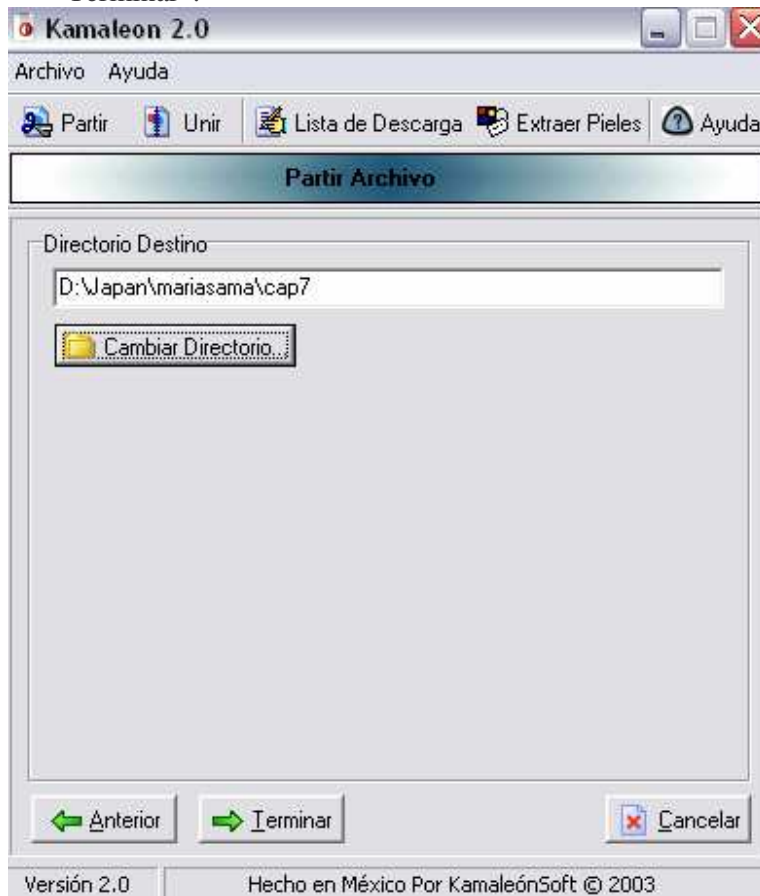 Kamaleon 2.0
Archivo Ayuda
Partir Unir Lista de Descarga Extraer Pieles Ayuda
Partir Archivo
Directorio Destino
D:\Japan\mariasama\cap7
Cambiar Directorio...
Anterior Terminar Cancelar
Versión 2.0 Hecho en México Por KamaleónSoft © 2003